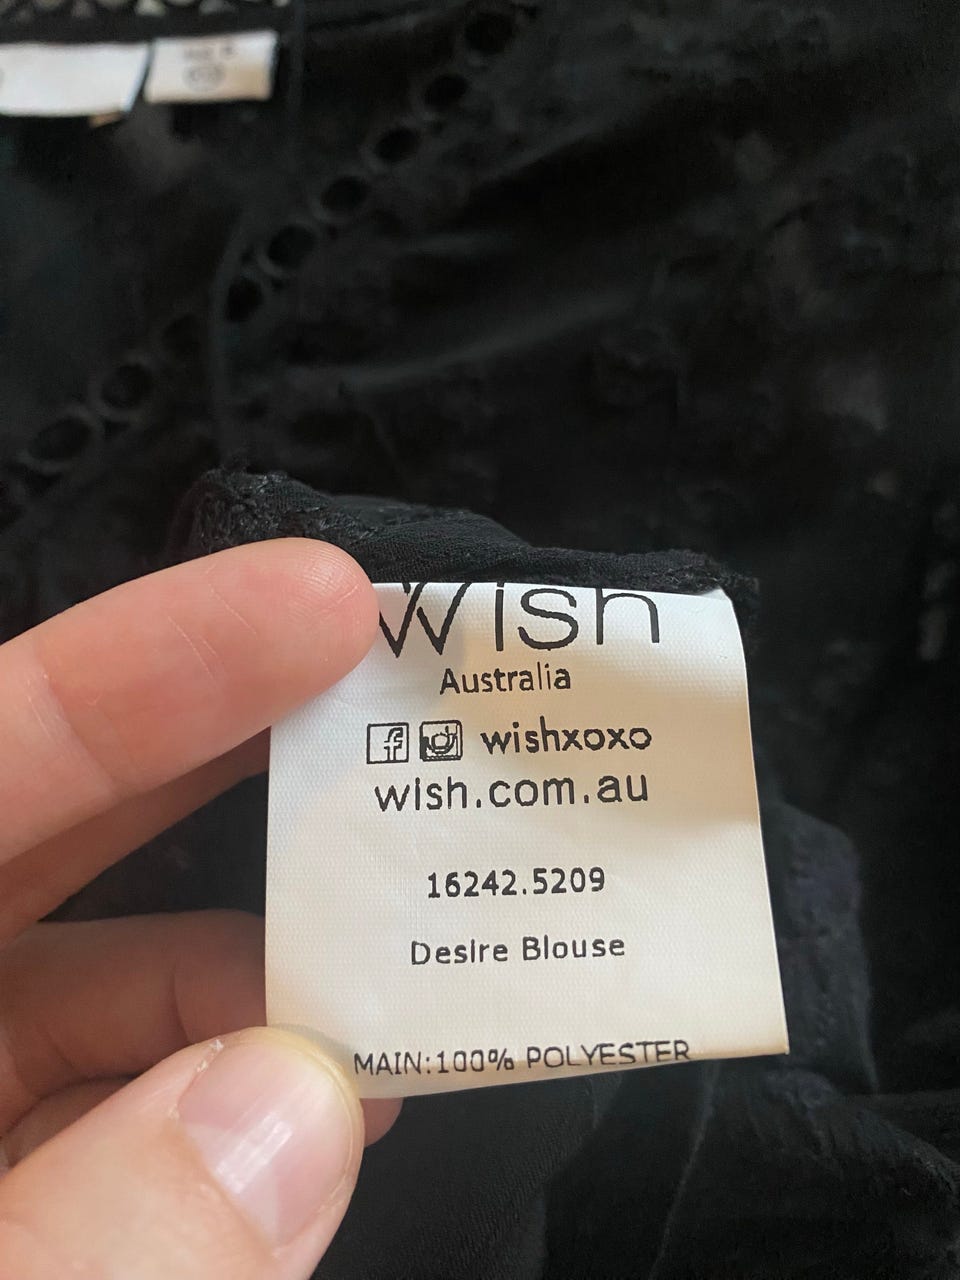 Wish
Australia
wishxoxo
wish.com.au
16242.5209
Desire Blouse
MAIN:100% POLYESTER